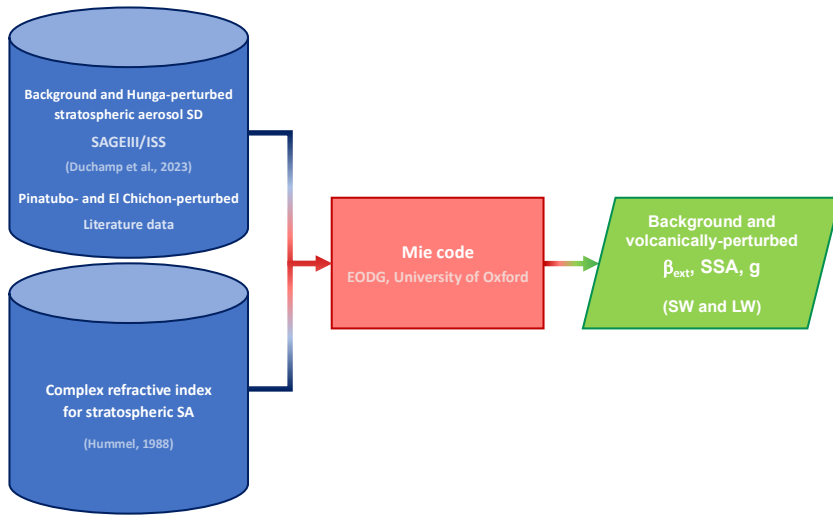 Background and Hunga-perturbed
stratospheric aerosol SD
SAGEIII/ISS
(Duchamp et al., 2023)
Pinatubo- and El Chichon-perturbed
Literature data
Complex refractive index
for stratospheric SA
(Hummel, 1988)
Mie code
EODG, University of Oxford
Background and
volcanically-perturbed
βext, SSA, g
(SW and LW)